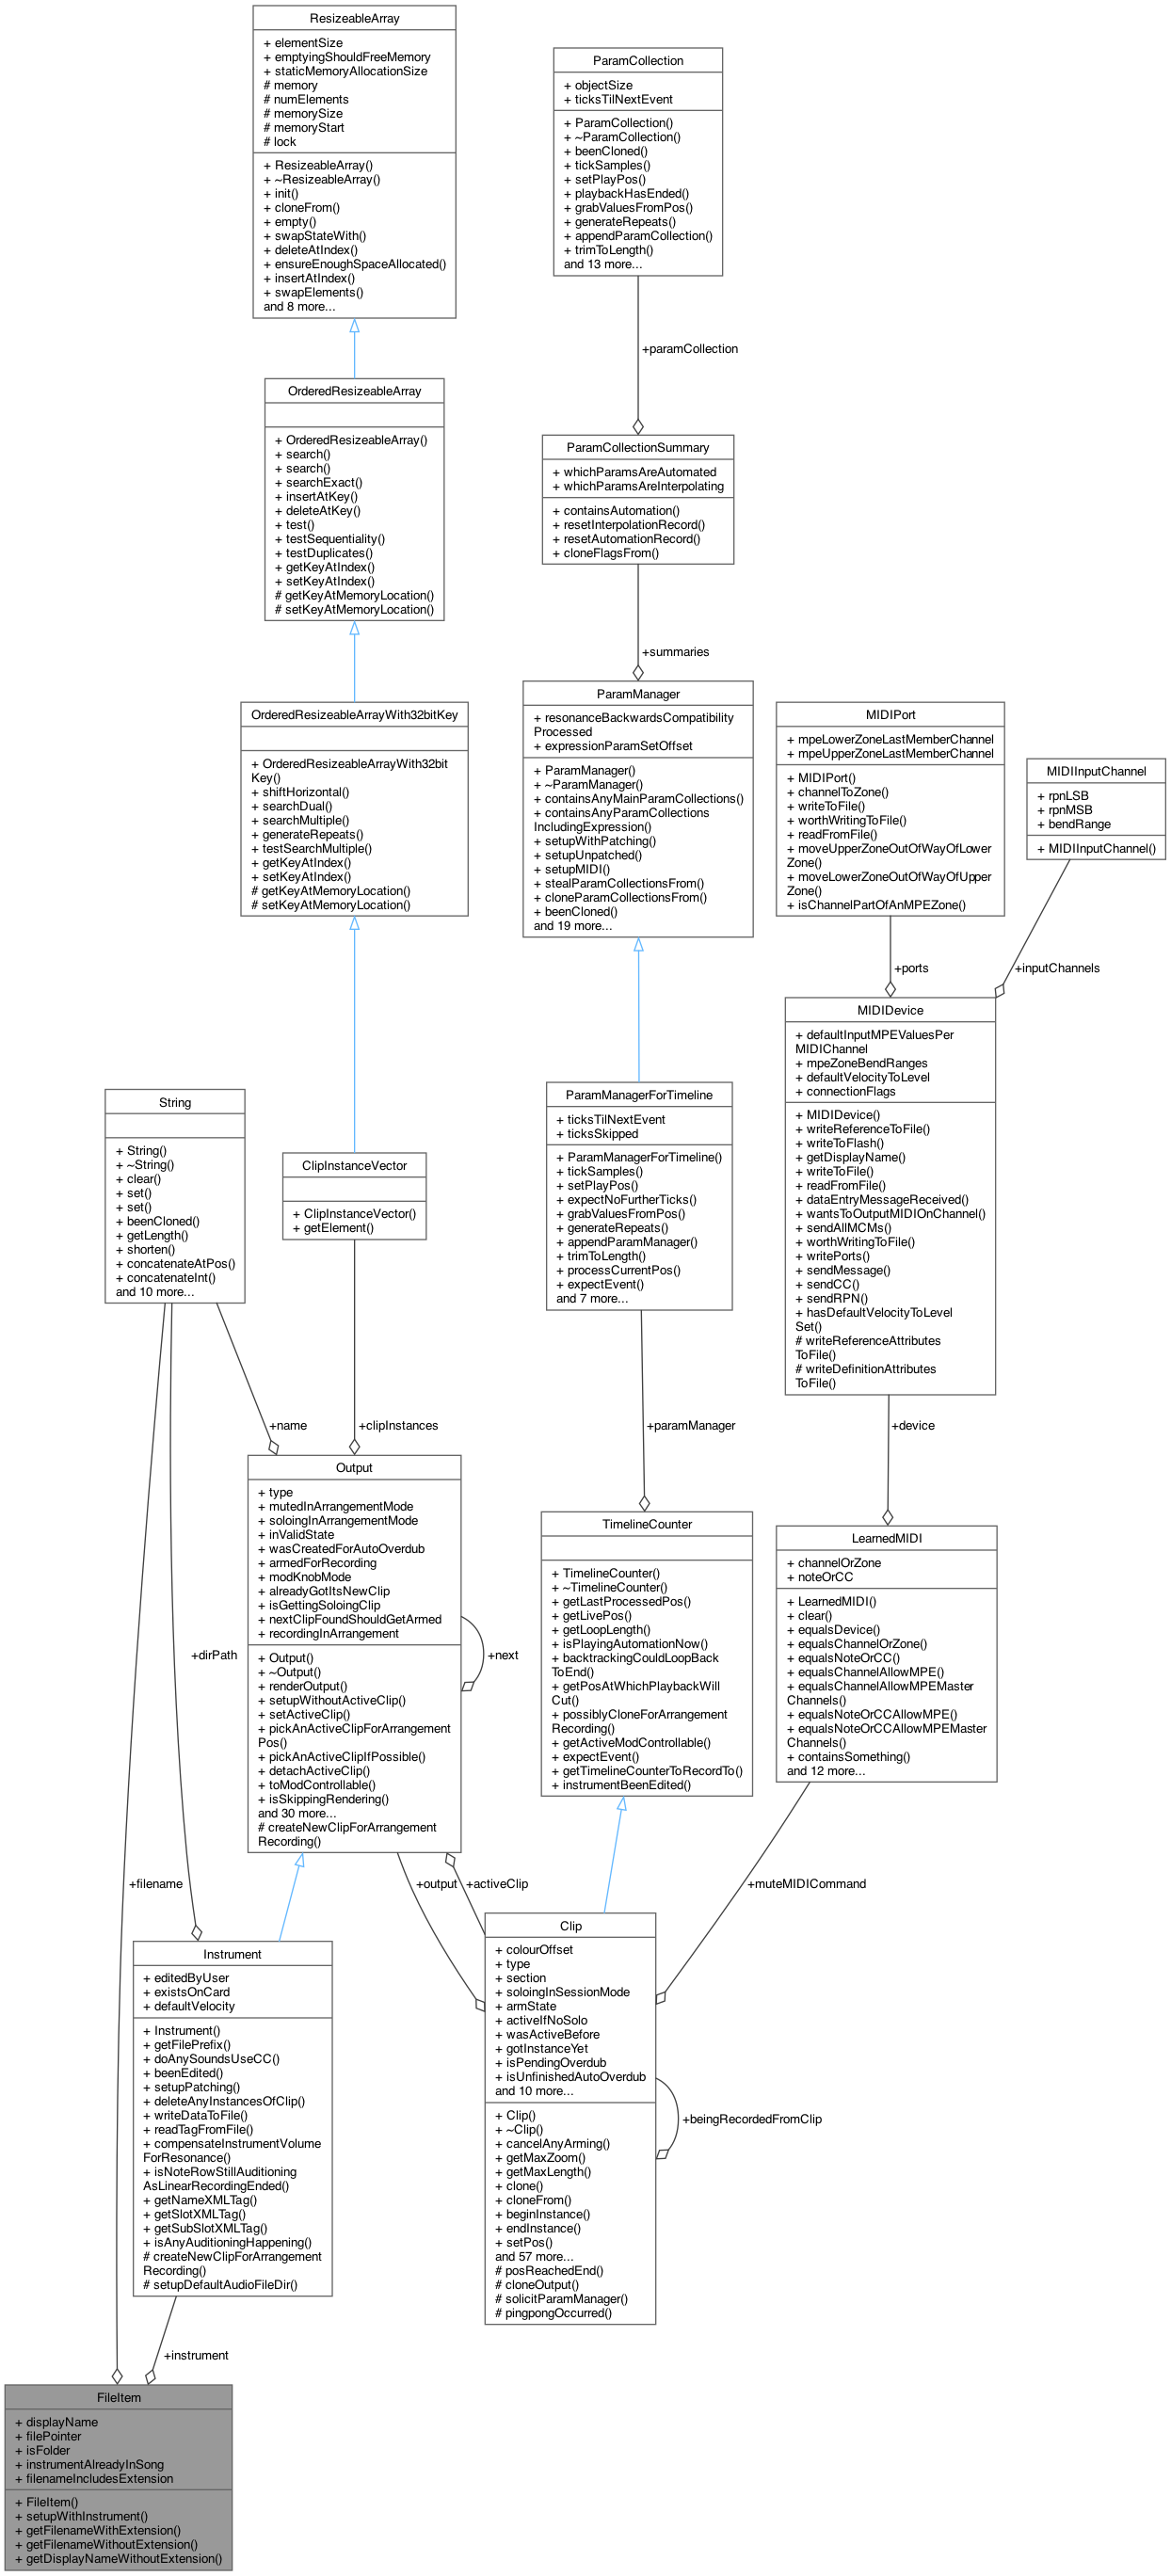 ResizeableArray
+ elementSize
+ emptyingShouldFreeMemory
+ staticMemoryAllocationSize
# memory
# numElements
# memorySize
# memoryStart
# lock
+ ResizeableArray()
+ ~ResizeableArray()
+ init()
+ cloneFrom()
+ empty()
+ swapStateWith()
+ deleteAtIndex()
+ ensureEnoughSpaceAllocated()
+ insertAtIndex()
+ swapElements()
and 8 more...
ParamCollection
+ objectSize
+ ticksTilNextEvent
+ ParamCollection()
+ ~ParamCollection()
+ beenCloned()
+ tickSamples()
+ setPlayPos()
+ playbackHasEnded()
+ grabValuesFromPos()
+ generateRepeats()
+ appendParamCollection()
+ trimToLength()
and 13 more...
+paramCollection
OrderedResizeableArray
+ OrderedResizeableArray()
+ search()
+ search()
+ searchExact()
+ insertAtKey()
+ deleteAtKey()
+ test()
+ testSequentiality()
+ testDuplicates()
+ getKeyAtIndex()
+ setKeyAtIndex()
# getKeyAtMemoryLocation()
# setKeyAtMemoryLocation()
ParamCollectionSummary
+ whichParamsAreAutomated
+ whichParamsAreInterpolating
+ containsAutomation()
+ resetInterpolationRecord()
+ resetAutomationRecord()
+ cloneFlagsFrom()
+summaries
OrderedResizeableArrayWith32bitKey
+ OrderedResizeableArrayWith32bit
Key()
+ shiftHorizontal()
+ searchDual()
+ searchMultiple()
+ generateRepeats()
+ testSearchMultiple()
+ getKeyAtIndex()
+ setKeyAtIndex()
# getKeyAtMemoryLocation()
# setKeyAtMemoryLocation()
ParamManager
+ resonanceBackwardsCompatibility
Processed
+ expressionParamSetOffset
+ ParamManager()
+ ~ParamManager()
+ containsAnyMainParamCollections()
+ containsAnyParamCollections
IncludingExpression()
+ setupWithPatching()
+ setupUnpatched()
+ setupMIDI()
+ stealParamCollectionsFrom()
+ cloneParamCollectionsFrom()
+ beenCloned()
and 19 more...
MIDIPort
+ mpeLowerZoneLastMemberChannel
+ mpeUpperZoneLastMemberChannel
+ MIDIPort()
+ channelToZone()
+ writeToFile()
+ worthWritingToFile()
+ readFromFile()
+ moveUpperZoneOutOfWayOfLower
Zone()
+ moveLowerZoneOutOfWayOfUpper
Zone()
+ isChannelPartOfAnMPEZone()
MIDIInputChannel
+ rpnLSB
+ rpnMSB
+ bendRange
+ MIDIInputChannel()
+ports
+inputChannels
MIDIDevice
+ defaultInputMPEValuesPer
MIDIChannel
+ mpeZoneBendRanges
+ defaultVelocityToLevel
+ connectionFlags
+ MIDIDevice()
+ writeReferenceToFile()
+ writeToFlash()
+ getDisplayName()
+ writeToFile()
+ readFromFile()
+ dataEntryMessageReceived()
+ wantsToOutputMIDIOnChannel()
+ sendAllMCMs()
+ worthWritingToFile()
+ writePorts()
+ sendMessage()
+ sendCC()
+ sendRPN()
+ hasDefaultVelocityToLevel
Set()
# writeReferenceAttributes
ToFile()
# writeDefinitionAttributes
ToFile()
String
+ String()
+ ~String()
+ clear()
+ set()
+ set()
+ beenCloned()
+ getLength()
+ shorten()
+ concatenateAtPos()
+ concatenateInt()
and 10 more...
ClipInstanceVector
+ ClipInstanceVector()
+ getElement()
ParamManagerForTimeline
+ ticksTilNextEvent
+ ticksSkipped
+ ParamManagerForTimeline()
+ tickSamples()
+ setPlayPos()
+ expectNoFurtherTicks()
+ grabValuesFromPos()
+ generateRepeats()
+ appendParamManager()
+ trimToLength()
+ processCurrentPos()
+ expectEvent()
and 7 more...
+name
+clipInstances
+paramManager
+device
Output
+ type
+ mutedInArrangementMode
+ soloingInArrangementMode
+ inValidState
+ wasCreatedForAutoOverdub
+ armedForRecording
+ modKnobMode
+ alreadyGotItsNewClip
+ isGettingSoloingClip
+ nextClipFoundShouldGetArmed
+ recordingInArrangement
+ Output()
+ ~Output()
+ renderOutput()
+ setupWithoutActiveClip()
+ setActiveClip()
+ pickAnActiveClipForArrangement
Pos()
+ pickAnActiveClipIfPossible()
+ detachActiveClip()
+ toModControllable()
+ isSkippingRendering()
and 30 more...
# createNewClipForArrangement
Recording()
+next
+dirPath
TimelineCounter
+ TimelineCounter()
+ ~TimelineCounter()
+ getLastProcessedPos()
+ getLivePos()
+ getLoopLength()
+ isPlayingAutomationNow()
+ backtrackingCouldLoopBack
ToEnd()
+ getPosAtWhichPlaybackWill
Cut()
+ possiblyCloneForArrangement
Recording()
+ getActiveModControllable()
+ expectEvent()
+ getTimelineCounterToRecordTo()
+ instrumentBeenEdited()
LearnedMIDI
+ channelOrZone
+ noteOrCC
+ LearnedMIDI()
+ clear()
+ equalsDevice()
+ equalsChannelOrZone()
+ equalsNoteOrCC()
+ equalsChannelAllowMPE()
+ equalsChannelAllowMPEMaster
Channels()
+ equalsNoteOrCCAllowMPE()
+ equalsNoteOrCCAllowMPEMaster
Channels()
+ containsSomething()
and 12 more...
+filename
+output
+activeClip
+muteMIDICommand
Instrument
+ editedByUser
+ existsOnCard
+ defaultVelocity
+ Instrument()
+ getFilePrefix()
+ doAnySoundsUseCC()
+ beenEdited()
+ setupPatching()
+ deleteAnyInstancesOfClip()
+ writeDataToFile()
+ readTagFromFile()
+ compensateInstrumentVolume
ForResonance()
+ isNoteRowStillAuditioning
AsLinearRecordingEnded()
+ getNameXMLTag()
+ getSlotXMLTag()
+ getSubSlotXMLTag()
+ isAnyAuditioningHappening()
# createNewClipForArrangement
Recording()
# setupDefaultAudioFileDir()
Clip
+ colourOffset
+ type
+ section
+ soloingInSessionMode
+ armState
+ activeIfNoSolo
+ wasActiveBefore
+ gotInstanceYet
+ isPendingOverdub
+ isUnfinishedAutoOverdub
and 10 more...
+ Clip()
+ ~Clip()
+ cancelAnyArming()
+ getMaxZoom()
+ getMaxLength()
+ clone()
+ cloneFrom()
+ beginInstance()
+ endInstance()
+ setPos()
and 57 more...
# posReachedEnd()
# cloneOutput()
# solicitParamManager()
# pingpongOccurred()
+beingRecordedFromClip
+instrument
FileItem
+ displayName
+ filePointer
+ isFolder
+ instrumentAlreadyInSong
+ filenameIncludesExtension
+ FileItem()
+ setupWithInstrument()
+ getFilenameWithExtension()
+ getFilenameWithoutExtension()
+ getDisplayNameWithoutExtension()